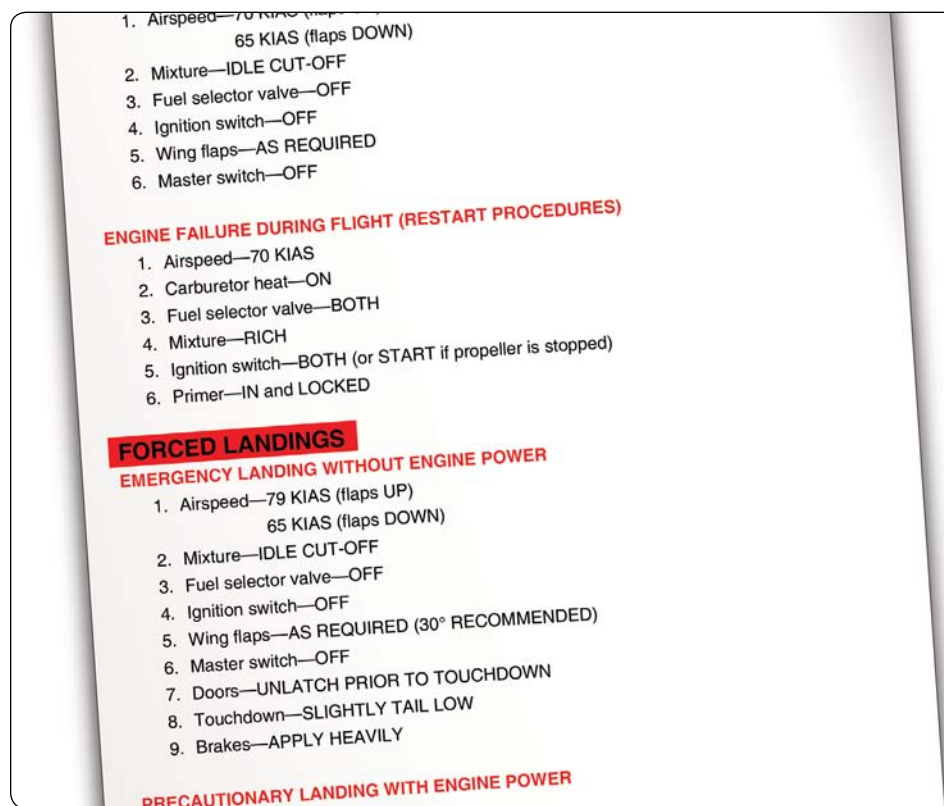 1. Airspeed—70 KIAS (flaps
65 KIAS (flaps DOWN)
2. Mixture—IDLE CUT-OFF
3. Fuel selector valve—OFF
4. Ignition switch—OFF
5. Wing flaps—AS REQUIRED
6. Master switch—OFF
ENGINE FAILURE DURING FLIGHT (RESTART PROCEDURES)
1. Airspeed—70 KIAS
2. Carburetor heat—ON
3. Fuel selector valve—BOTH
4. Mixture—RICH
5. Ignition switch—BOTH (or START if propeller is stopped)
6. Primer—IN and LOCKED
FORCED LANDINGS
EMERGENCY LANDING WITHOUT ENGINE POWER
1. Airspeed—79 KIAS (flaps UP)
65 KIAS (flaps DOWN)
2. Mixture—IDLE CUT-OFF
3. Fuel selector valve—OFF
4. Ignition switch—OFF
5. Wing flaps—AS REQUIRED (30° RECOMMENDED)
6. Master switch—OFF
7. Doors—UNLATCH PRIOR TO TOUCHDOWN
8. Touchdown—SLIGHTLY TAIL LOW
9. Brakes—APPLY HEAVILY
PRECAUTIONARY LANDING WITH ENGINE POWER